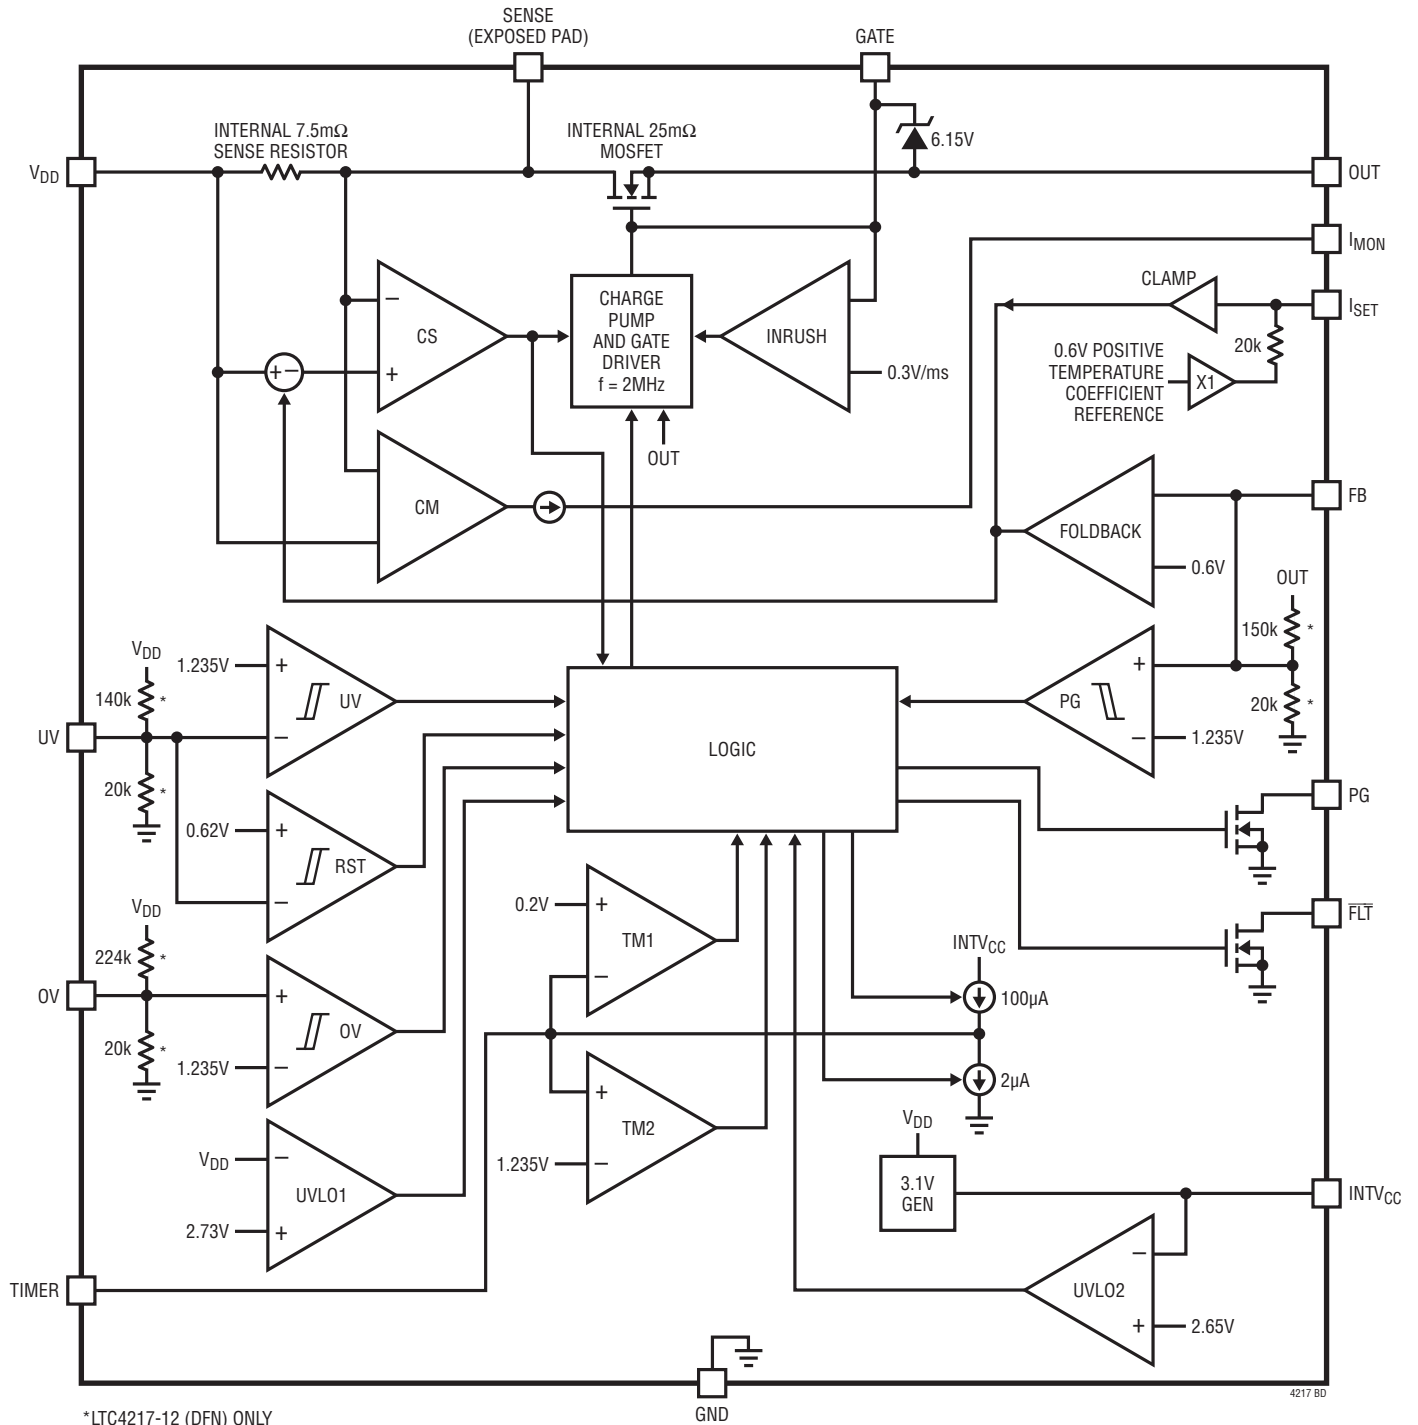 SENSE
(EXPOSED PAD)
GATE
INTERNAL 7.5mΩ
SENSE RESISTOR
INTERNAL 25mΩ
MOSFET
6.15V
VDD
OUT
IMON
CLAMP
ISET
CHARGE
PUMP
AND GATE
DRIVER
f = 2MHz
−
CS
+
+−
INRUSH
0.3V/ms
20k
0.6V POSITIVE
TEMPERATURE
COEFFICIENT
REFERENCE
X1
OUT
CM
FB
FOLDBACK
0.6V
OUT
150k
*
VDD
1.235V
+
140k
*
UV
UV
−
20k
*
LOGIC
+
PG
−
1.235V
20k
*
PG
0.62V
+
RST
−
VDD
0.2V
+
TM1
−
FLT
224k
*
OV
+
OV
20k
*
1.235V
−
INTVCC
100µA
2µA
+
TM2
1.235V
−
VDD
−
UVLO1
2.73V
+
VDD
3.1V
GEN
INTVCC
−
UVLO2
+
2.65V
TIMER
GND
4217 BD
*LTC4217-12 (DFN) ONLY